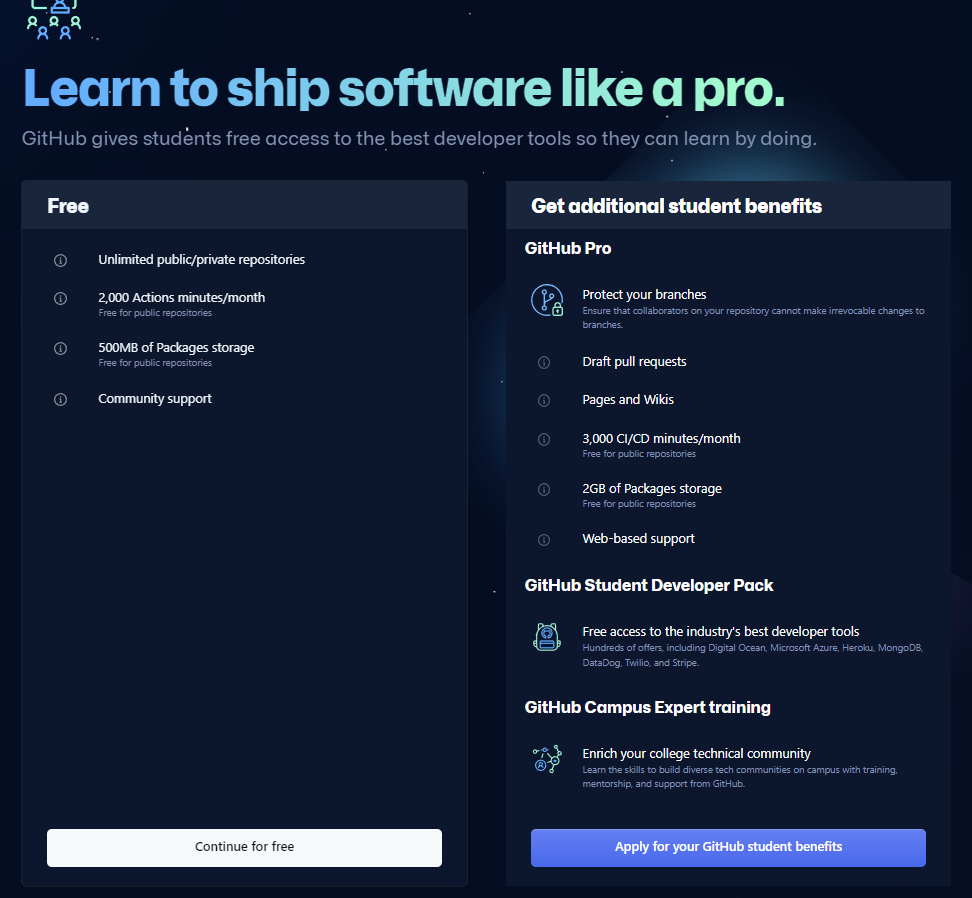 Learn to ship software like a pro.
GitHub gives students free access to the best developer tools so they can learn by doing.
Free
Unlimited public/private repositories
2,000 Actions minutes/month
Free for public repositories
500MB of Packages storage
Free for public repositories
Community support
Continue for free
Get additional student benefits
GitHub Pro
Protect your branches
Ensure that collaborators on your repository cannot make irrevocable changes to
branches.
Draft pull requests
Pages and Wikis
3,000 CI/CD minutes/month
Free for public repositories
2GB of Packages storage
Free for public repositories
Web-based support
GitHub Student Developer Pack
Free access to the industry's best developer tools
Hundreds of offers, including Digital Ocean, Microsoft Azure, Heroku, MongoDB,
DataDog, Twilio, and Stripe.
GitHub Campus Expert training
Enrich your college technical community
Learn the skills to build diverse tech communities on campus with training,
mentorship, and support from GitHub.
Apply for your GitHub student benefits